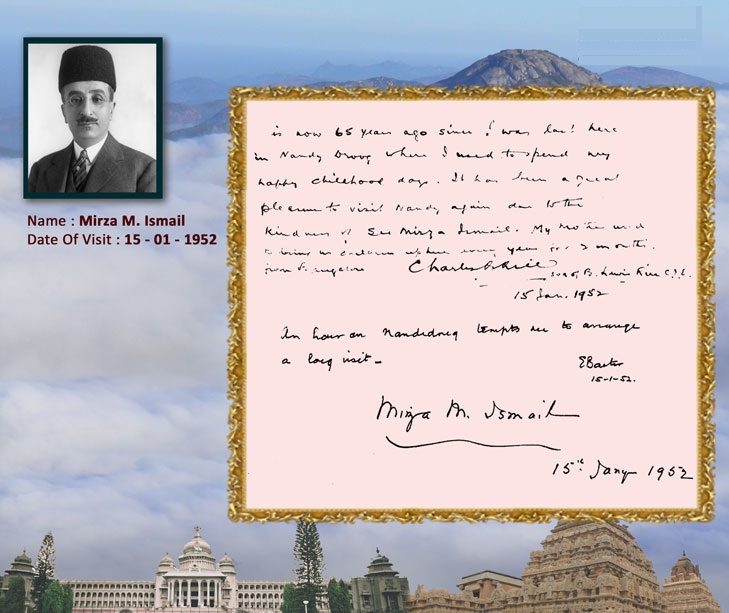 Name : Mirza M. Ismail
Date Of Visit : 15 - 01 - 1952
is now 65 years ago since I was last here
in Nandy Droog where I used to spend my
happy childhood days. It has been a great
pleasure to visit Nandy again due to the
kindness of Sir Mirza Ismail. My mother used
to bring us children up here every year for 2 months
from Bangalore Charles Rice
son of B. Lewis Rice C.I.E.
15 Jan. 1952
An hour on tempts me to arrange
a long visit -
E Baxter
15-1-52.
Mirza M. Ismail
15th Jany 1952